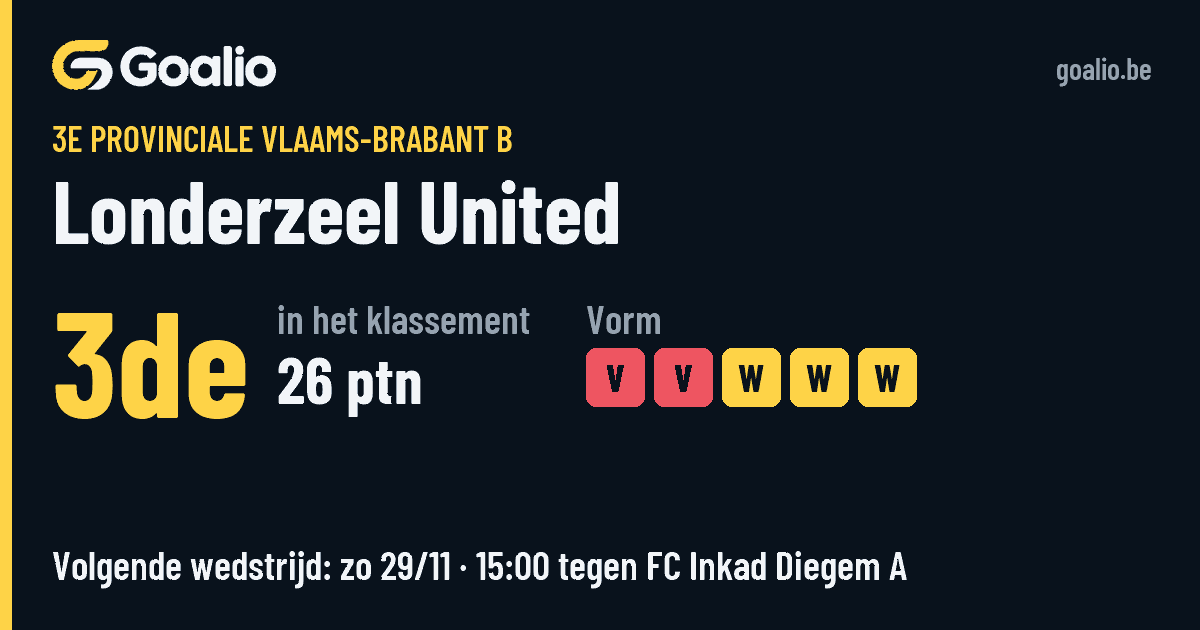 Goalio
goalio.be
3E PROVINCIALE VLAAMS-BRABANT B
Londerzeel United
3de
in het klassement
26 ptn
Vorm
V V W W W
Volgende wedstrijd: zo 29/11 · 15:00 tegen FC Inkad Diegem A